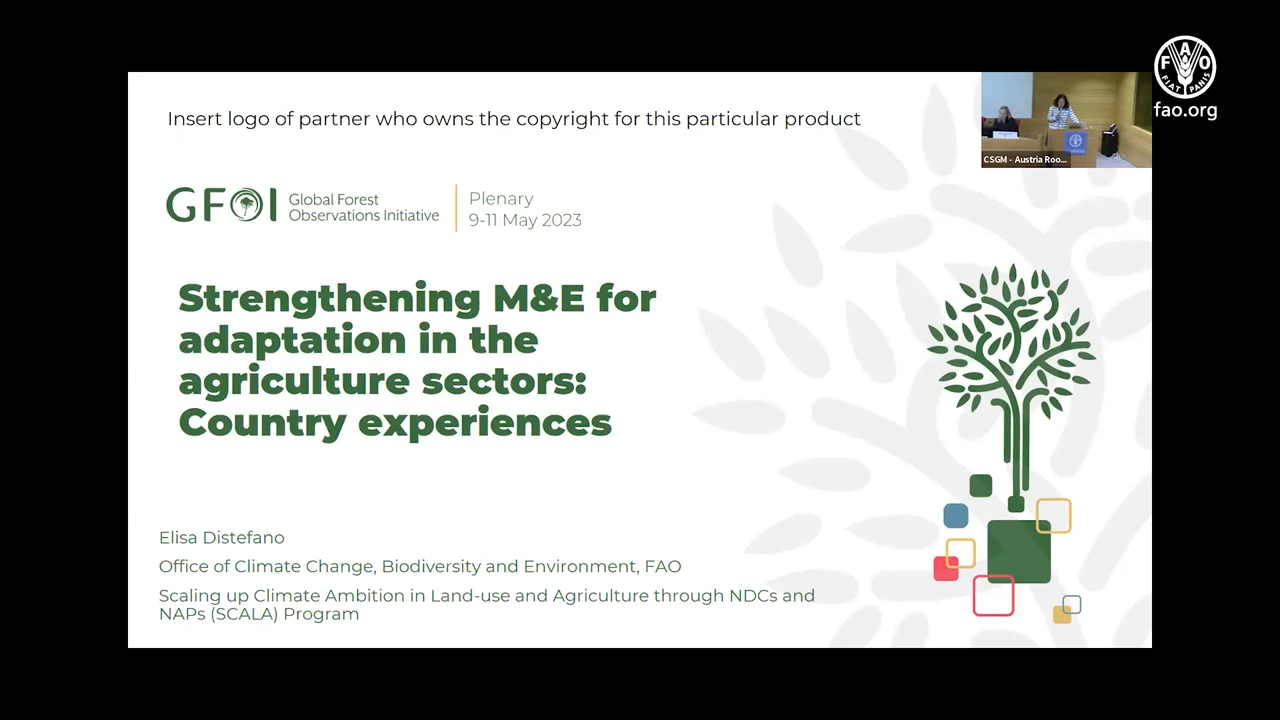 Insert logo of partner who owns the copyright for this particular product
FAO
FIAT PANIS
fao.org
CSGM - Austria Roo...
GFOI
Global Forest
Observations Initiative
Plenary
9-11 May 2023
Strengthening M&E for
adaptation in the
agriculture sectors:
Country experiences
Elisa Distefano
Office of Climate Change, Biodiversity and Environment, FAO
Scaling up Climate Ambition in Land-use and Agriculture through NDCs and
NAPs (SCALA) Program